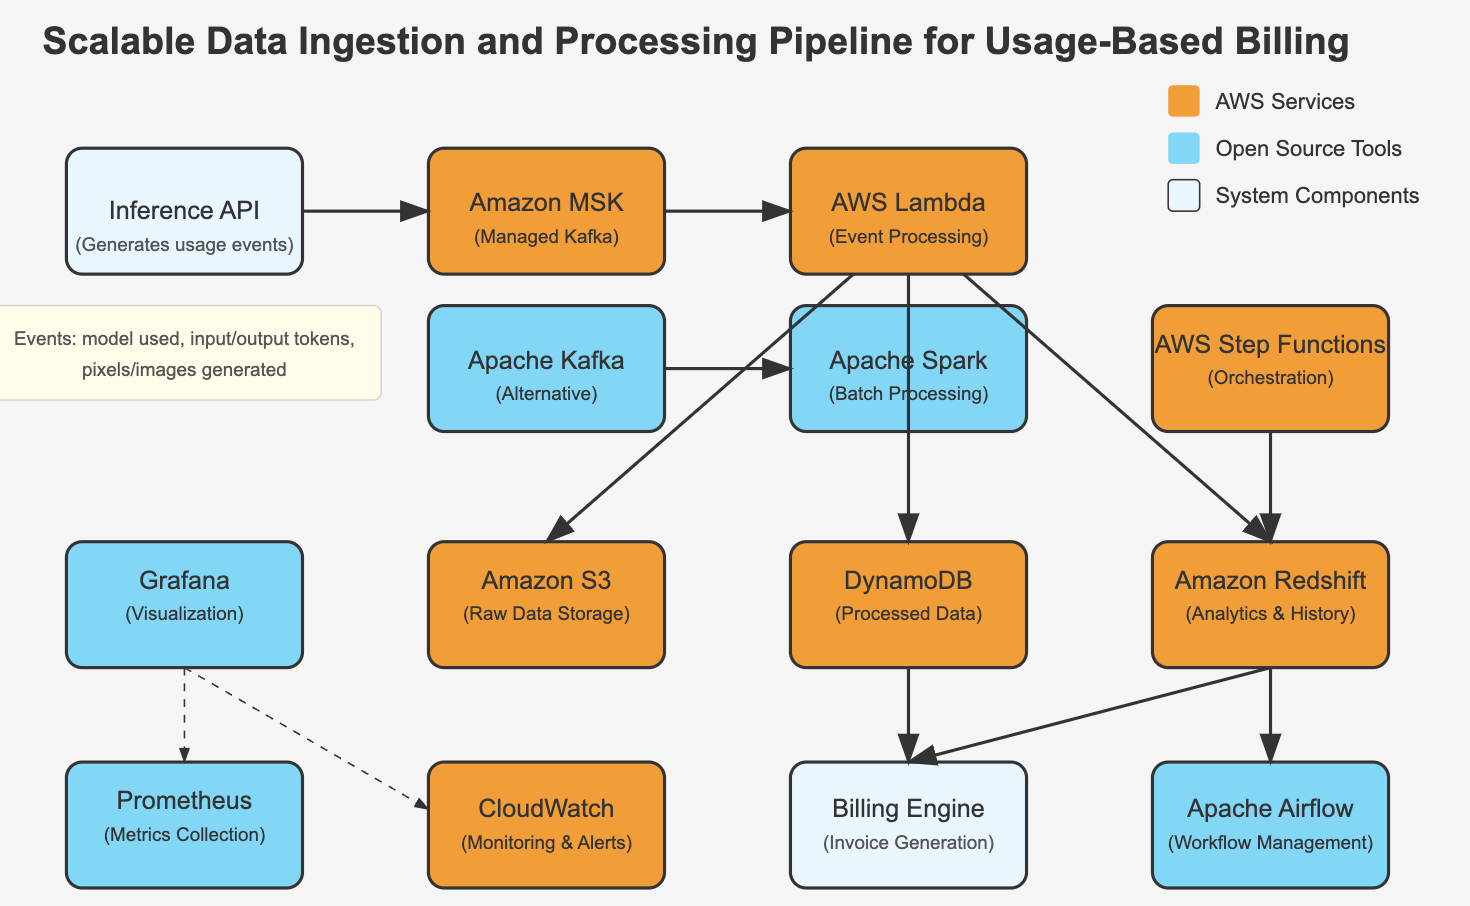 Scalable Data Ingestion and Processing Pipeline for Usage-Based Billing
AWS Services
Open Source Tools
System Components
Inference API
(Generates usage events)
Amazon MSK
(Managed Kafka)
AWS Lambda
(Event Processing)
Events: model used, input/output tokens,
pixels/images generated
Apache Kafka
(Alternative)
Apache Spark
(Batch Processing)
AWS Step Functions
(Orchestration)
Grafana
(Visualization)
Amazon S3
(Raw Data Storage)
DynamoDB
(Processed Data)
Amazon Redshift
(Analytics & History)
Prometheus
(Metrics Collection)
CloudWatch
(Monitoring & Alerts)
Billing Engine
(Invoice Generation)
Apache Airflow
(Workflow Management)